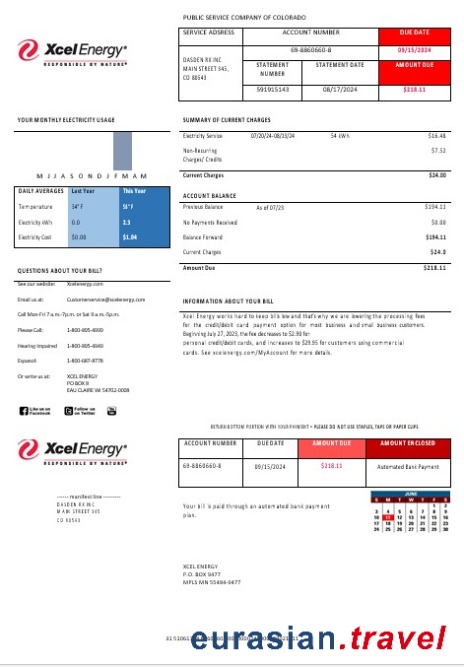 PUBLIC SERVICE COMPANY OF COLORADO
XcelEnergy®
RESPONSIBLE BY NATURE®
SERVICE ADSRESS ACCOUNT NUMBER DUE DATE
69-8860660-8 09/15/2024
DASDEN RX INC
MAIN STREET 345,
CO 80543
STATEMENT NUMBER STATEMENT DATE AMOUNT DUE
591915143 08/17/2024 $218.11
YOUR MONTHLY ELECTRICITY USAGE
M J J A S O N D J F M A M
DAILY AVERAGES Last Year This Year
Temperature 54° F
Electricity kWh 0.0 2.3
Electricity Cost $0.00 $1.04
QUESTIONS ABOUT YOUR BILL?
See our website: Xcelenergy.com
Email us at: Customerservice@xcelenergy.com
Call Mon-Fri 7 a.m.-7p.m. or Sat 9 a.m.-5p.m.
Please Call: 1-800-895-4999
Hearing Impaired 1-800-895-4949
Espanol: 1-800-687-8778
Or write us at: XCEL ENERGY
PO BOX 8
EAU CLAIRE WI 54702-0008
Like us on Facebook
Follow us on Twitter
SUMMARY OF CURRENT CHARGES
Electricity Service 07/20/24-08/13/24 54 kWh $16.48
Non-Recurring $7.52
Charges/ Credits
Current Charges $24.00
ACCOUNT BALANCE
Previous Balance As of 07/23 $194.11
No Payments Received $0.00
Balance Forward $194.11
Current Charges $24.0
Amount Due $218.11
INFORMATION ABOUT YOUR BILL
Xcel Energy works hard to keep bills low and that's why we are lowering the processing fees
for the credit/debit card payment option for most business and small business customers.
Beginning July 27, 2023, the fee decreases to $2.90 for
personal credit/debit cards, and increases to $29.95 for customers using commercial
cards. See xcelenergy.com/MyAccount for more details.
RETURN BOTTOM PORTION WITH YOUR PAYMENT • PLEASE DO NOT USE STAPLES, TAPE OR PAPER CLIPS
XcelEnergy®
RESPONSIBLE BY NATURE®
ACCOUNT NUMBER DUE DATE AMOUNT DUE AMOUNT ENCLOSED
69-8860660-8 09/15/2024 $218.11 Automated Bank Payment
------ manifest line ---------
DASDEN RX INC
MAIN STREET 345
CO 80543
Your bill is paid through an automated bank payment
plan.
JUNE
S M T W T F S
1 2
3 4 5 6 7 8 9
10 11 12 13 14 15 16
17 18 19 20 21 22 23
24 25 26 27 28 29 30
XCEL ENERGY
P.O. BOX 9477
MPLS MN 55484-9477
eurasian.travel